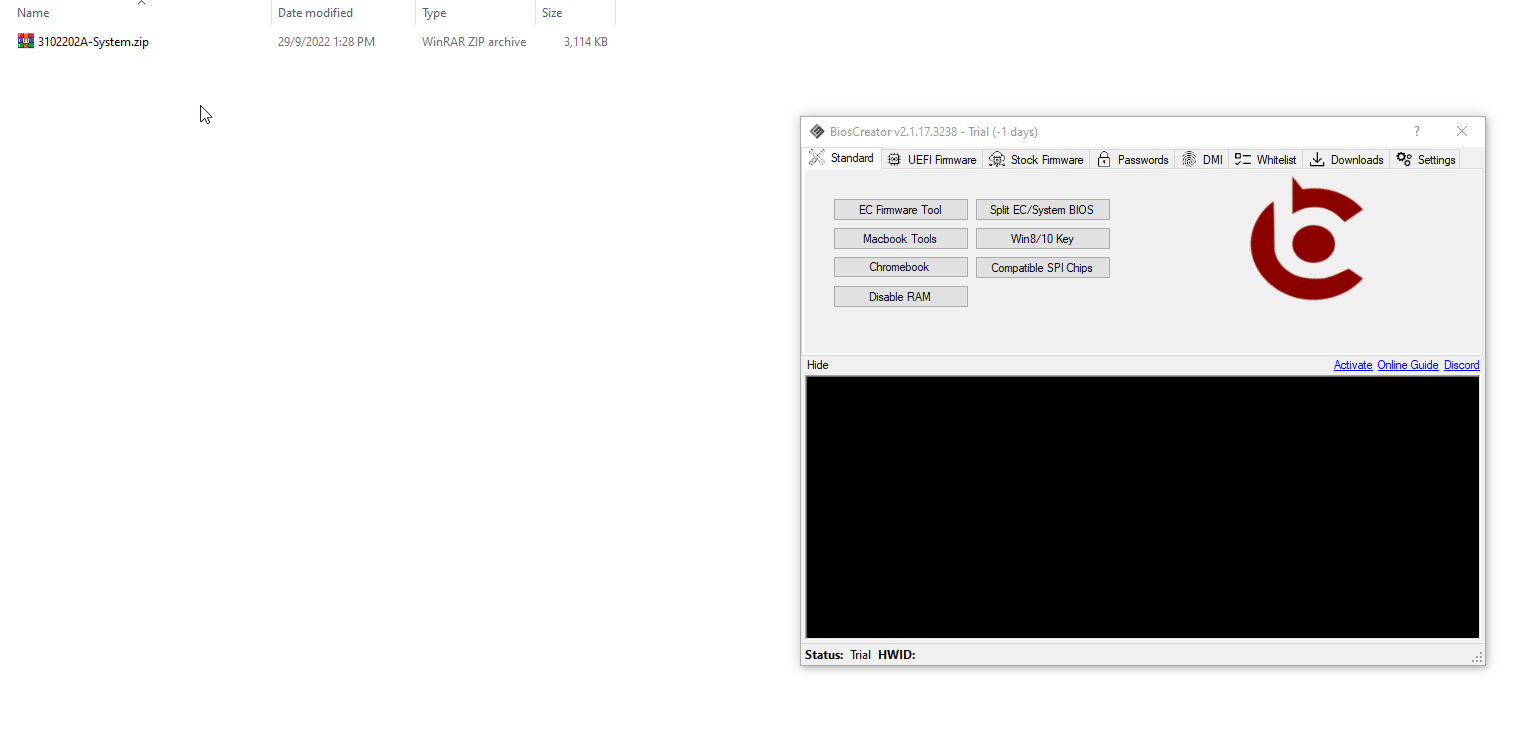 Name Date modified Type Size
3102202A-System.zip 29/9/2022 1:28 PM WinRAR ZIP archive 3,114 KB
BiosCreator v2.1.17.3238 - Trial (-1 days) ?
Standard UEFI Firmware Stock Firmware Passwords DMI Whitelist Downloads Settings
EC Firmware Tool Split EC/System BIOS
Macbook Tools Win8/10 Key
Chromebook Compatible SPI Chips
Disable RAM
Hide Activate Online Guide Discord
Status: Trial HWID: